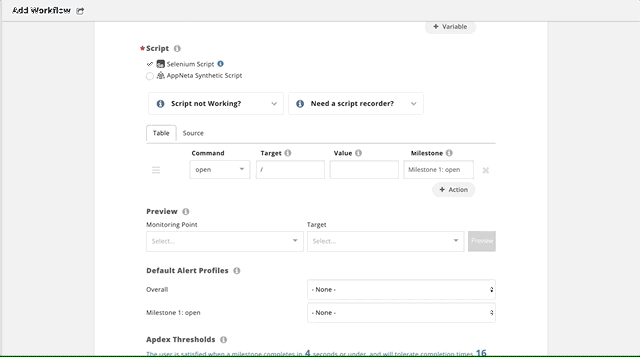 Add Workflow
+ Variable
* Script
Selenium Script
AppNeta Synthetic Script
Script not Working?
Need a script recorder?
Table Source
Command Target Value Milestone
open / Milestone 1: open
+ Action
Preview
Monitoring Point Target
Select... Select... Preview
Default Alert Profiles
Overall - None -
Milestone 1: open - None -
Apdex Thresholds
The user is satisfied when a milestone completes in 4 seconds or under, and will tolerate completion times 16